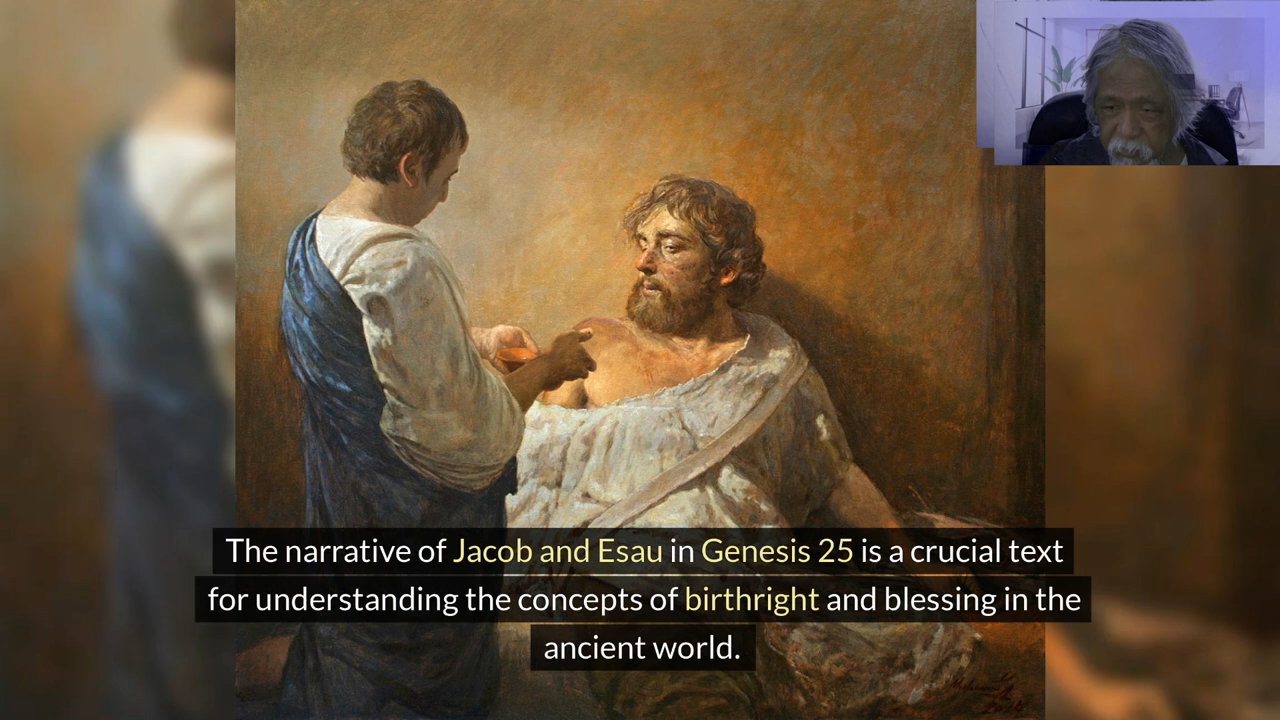 The narrative of Jacob and Esau in Genesis 25 is a crucial text
for understanding the concepts of birthright and blessing in the
ancient world.